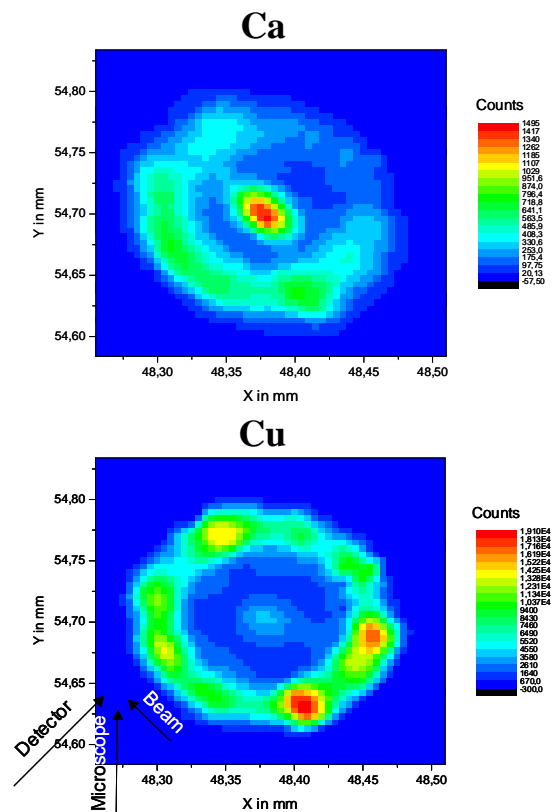 Ca
54,80
54,75
54,70
54,65
54,60
Y in mm
48,30 48,35 48,40 48,45 48,50
X in mm
Counts
1495
1417
1340
1262
1185
1107
1029
951,6
874,0
796,4
718,8
641,1
563,5
485,9
408,3
330,6
253,0
175,4
97,75
20,13
-57,50
Cu
54,80
54,75
54,70
54,65
54,60
Y in mm
48,30 48,35 48,40 48,45 48,50
X in mm
Counts
1,910E4
1,813E4
1,716E4
1,619E4
1,522E4
1,425E4
1,328E4
1,231E4
1,134E4
1,037E4
9400
8430
7460
6490
5520
4550
3580
2610
1640
670,0
-300,0
Detector
Microscope
Beam